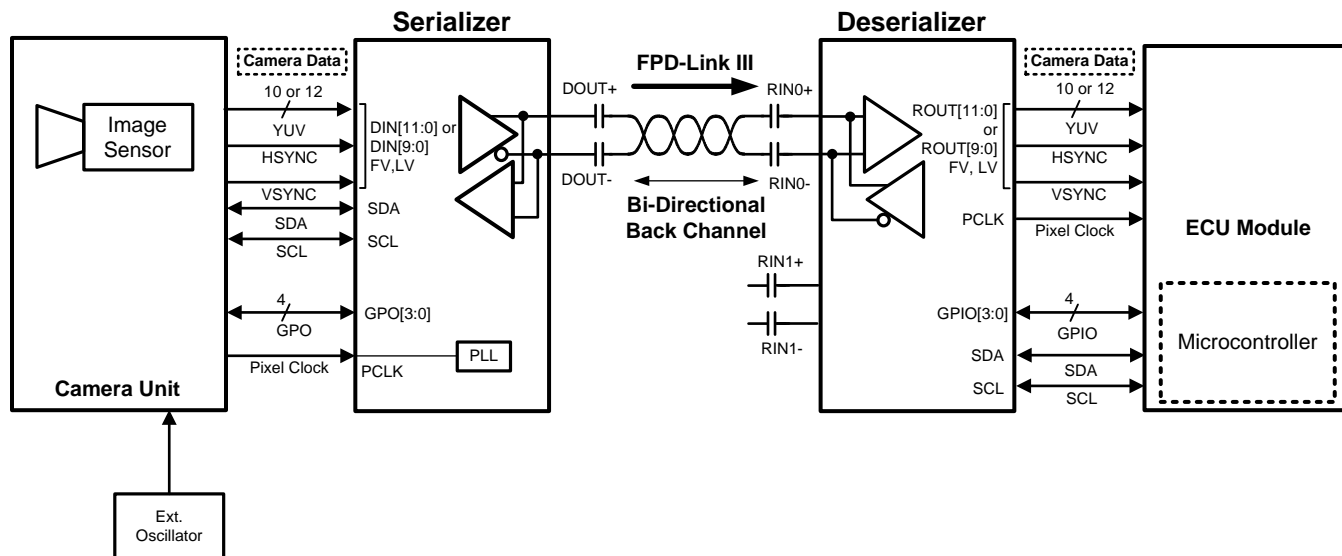 Serializer
Deserializer
Camera Data
FPD-Link III
Camera Data
10 or 12
YUV
HSYNC
VSYNC
SDA
SCL
4
GPO
Pixel Clock
Image
Sensor
Camera Unit
Ext.
Oscillator
DIN[11:0] or
DIN[9:0]
FV,LV
SDA
SCL
GPO[3:0]
PCLK
PLL
DOUT+
DOUT-
Bi-Directional
Back Channel
RIN0+
RIN0-
RIN1+
RIN1-
ROUT[11:0]
or
ROUT[9:0]
FV, LV
PCLK
GPIO[3:0]
SDA
SCL
10 or 12
YUV
HSYNC
VSYNC
Pixel Clock
4
GPIO
SDA
SCL
ECU Module
Microcontroller